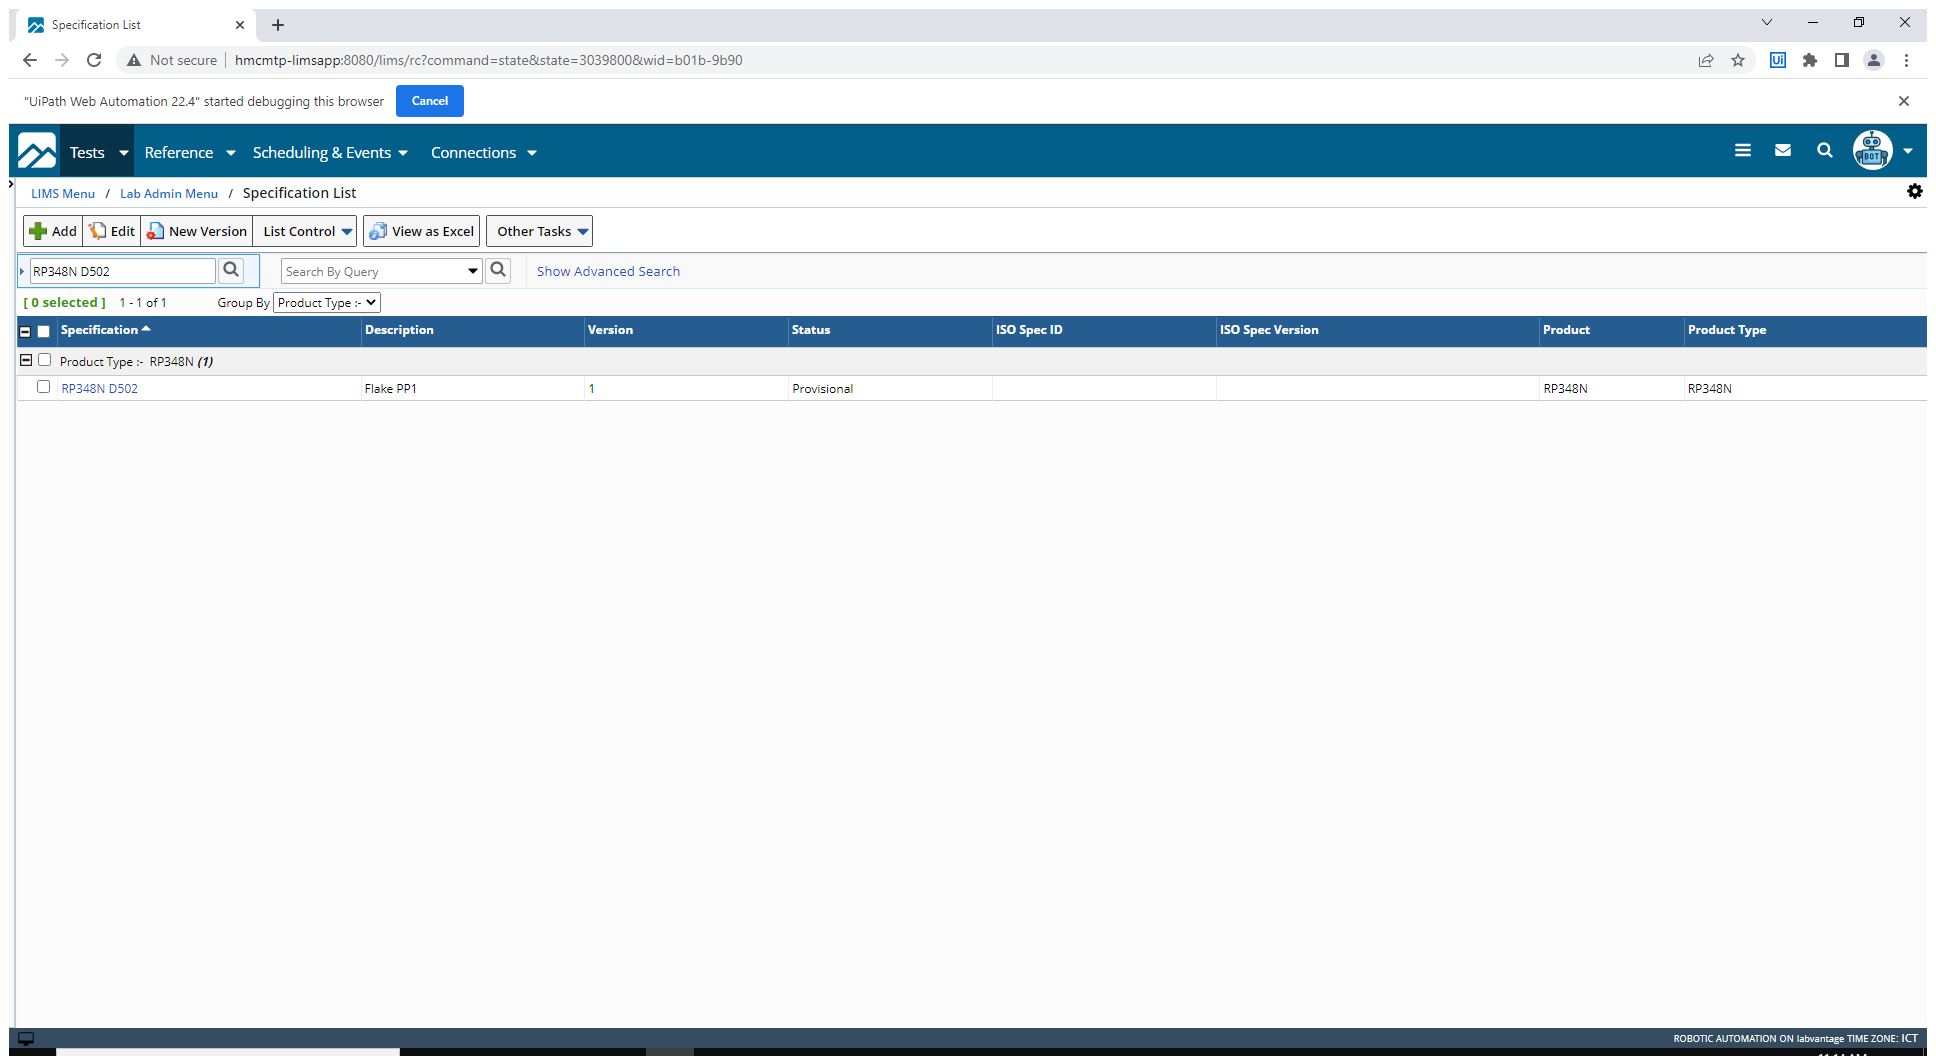 Specification List
Not secure hmcmtp-limsapp:8080/lims/rc?command=state&state=3039800&wid=b01b-9b90
Ui
"UiPath Web Automation 22.4" started debugging this browser Cancel
Tests Reference Scheduling & Events Connections BOT
LIMS Menu / Lab Admin Menu / Specification List
Add Edit New Version List Control View as Excel Other Tasks
RP348N D502 Search By Query Show Advanced Search
[ 0 selected ] 1 - 1 of 1 Group By Product Type :-
Specification Description Version Status ISO Spec ID ISO Spec Version Product Product Type
Product Type :- RP348N (1)
RP348N D502 Flake PP1 1 Provisional RP348N RP348N
ROBOTIC AUTOMATION ON labvantage TIME ZONE: ICT